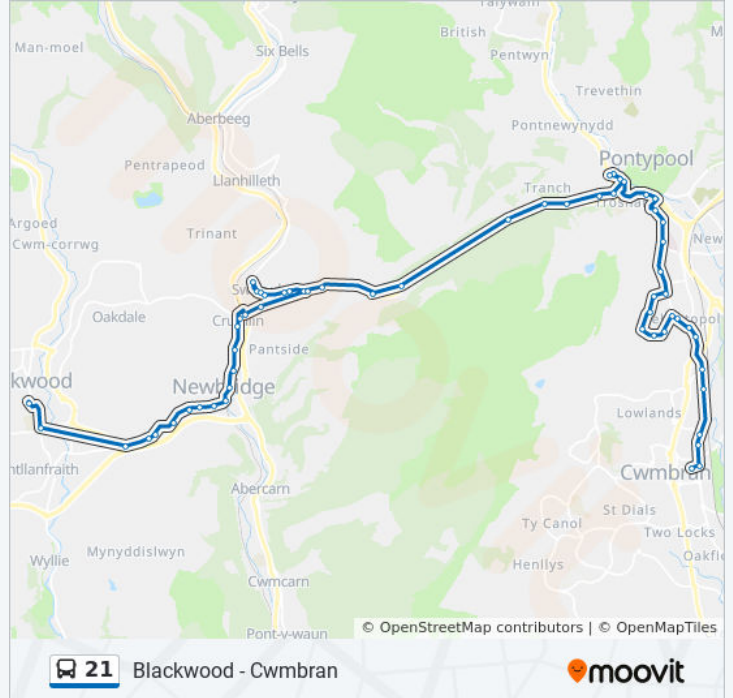 Talywain
Man-moel
British
Six Bells
Pentwyn
Trevethin
Aberbeeg
Pontnewynydd
Pontypool
Pentrapeod
Llanhilleth
Tranch
Trosna
Argoed
Trinant
Cwm-corrwg
New
Sw
Oakdale
Crumlin
Pantside
kwood
Newbridge
Lowlands
ntllanfraith
Cwmbran
Abercarn
St Dials
Ty Canol
Two Locks
Mynyddislwyn
Oakfie
Wyllie
Henllys
Cwmcarn
Pont-y-waun
© OpenStreetMap contributors | © OpenMapTiles
21 Blackwood - Cwmbran
moovit